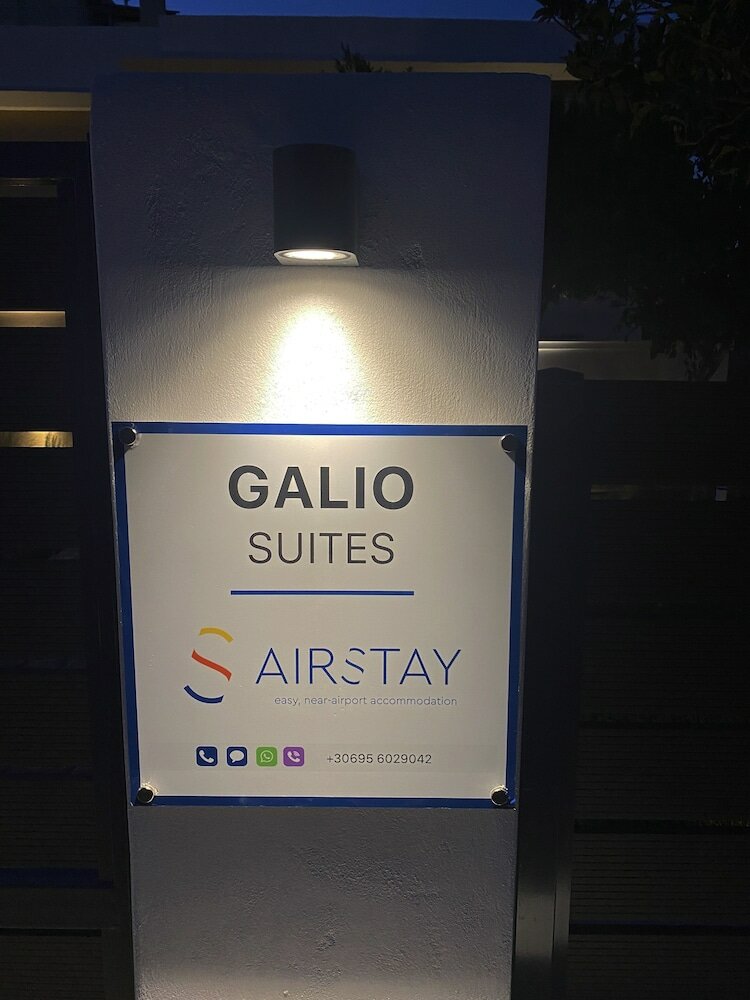 GALIO
SUITES
AIRSTAY
easy, near-airport accommodation
+30695 6029042